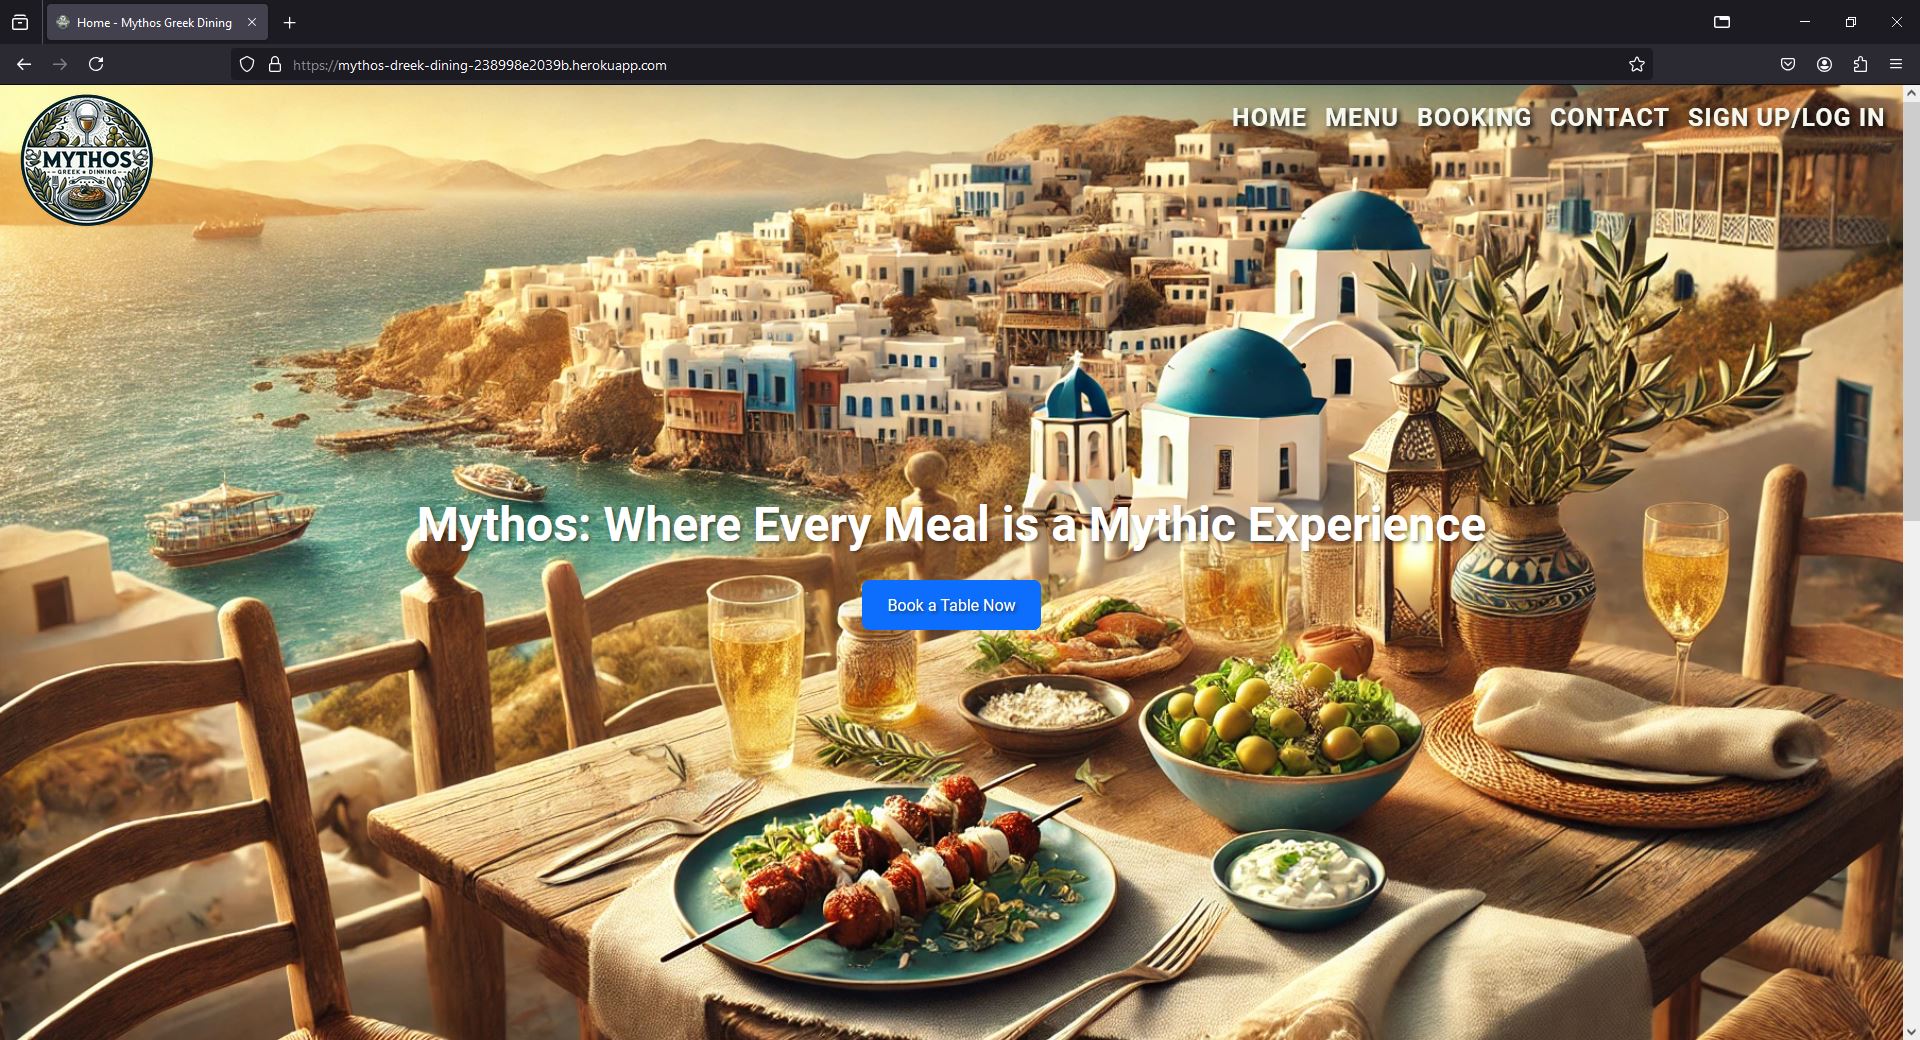 Home - Mythos Greek Dining
https://mythos-dreek-dining-238998e2039b.herokuapp.com
MYTHOS
GREEK DINNING
HOME MENU BOOKING CONTACT SIGN UP/LOG IN
Mythos: Where Every Meal is a Mythic Experience
Book a Table Now